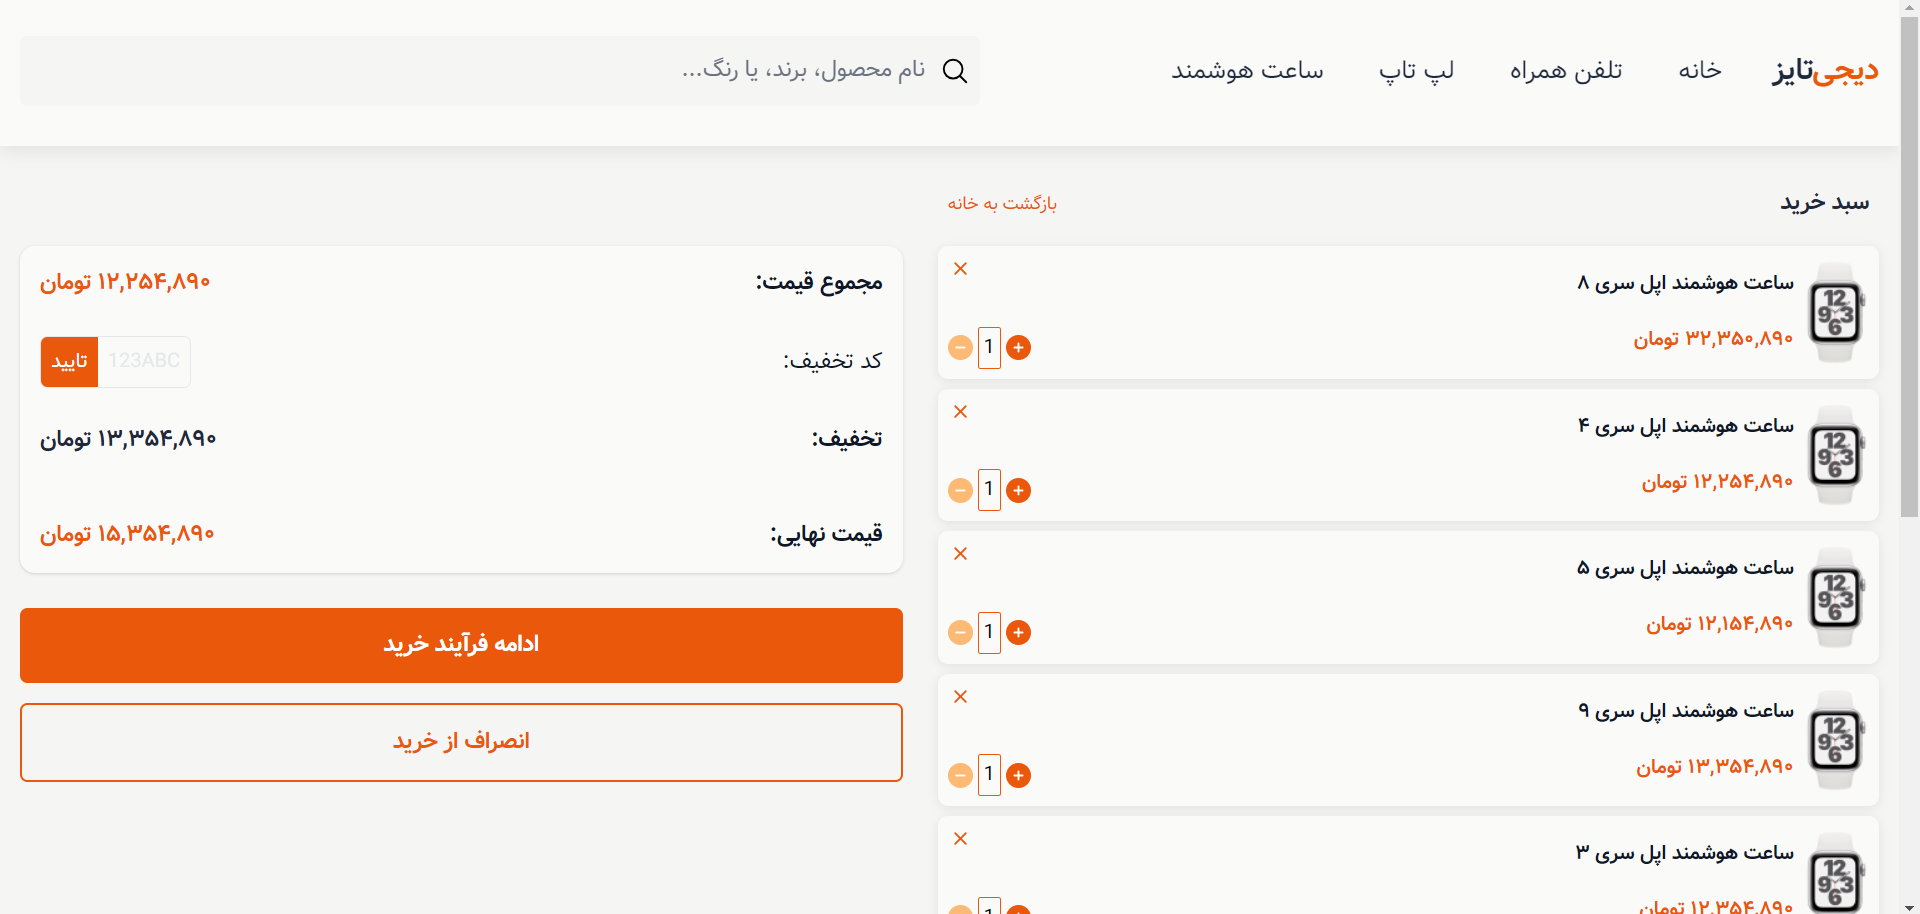 دیجی‌تایز
خانه
تلفن همراه
لپ تاپ
ساعت هوشمند
نام محصول، برند، یا رنگ...
سبد خرید
بازگشت به خانه
ساعت هوشمند اپل سری ۸
۳۲,۳۵۰,۸۹۰ تومان
1
ساعت هوشمند اپل سری ۴
۱۲,۲۵۴,۸۹۰ تومان
1
ساعت هوشمند اپل سری ۵
۱۲,۱۵۴,۸۹۰ تومان
1
ساعت هوشمند اپل سری ۹
۱۳,۳۵۴,۸۹۰ تومان
1
ساعت هوشمند اپل سری ۳
۱۲,۳۵۴,۸۹۰ تومان
1
مجموع قیمت:
۱۲,۲۵۴,۸۹۰ تومان
کد تخفیف:
123ABC
تایید
تخفیف:
۱۳,۳۵۴,۸۹۰ تومان
قیمت نهایی:
۱۵,۳۵۴,۸۹۰ تومان
ادامه فرآیند خرید
انصراف از خرید